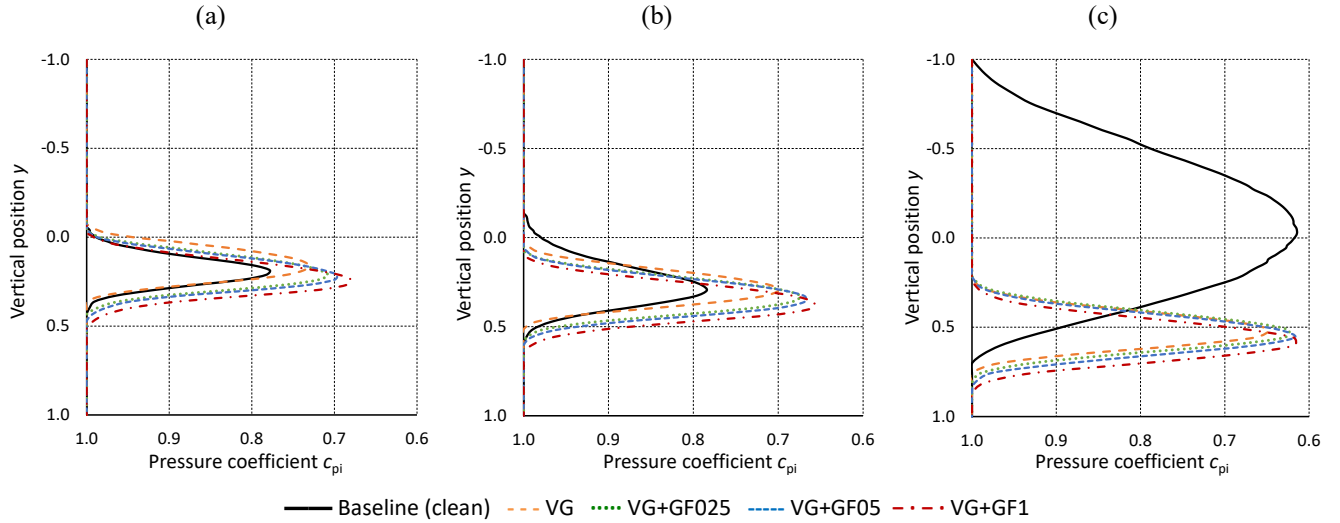 (a)
(b)
(c)
-1.0
-0.5
0.0
0.5
1.0
Vertical position y
1.0 0.9 0.8 0.7 0.6
Pressure coefficient cpi
-1.0
-0.5
0.0
0.5
1.0
Vertical position y
1.0 0.9 0.8 0.7 0.6
Pressure coefficient cpi
-1.0
-0.5
0.0
0.5
1.0
Vertical position y
1.0 0.9 0.8 0.7 0.6
Pressure coefficient cpi
Baseline (clean) VG VG+GF025 VG+GF05 VG+GF1